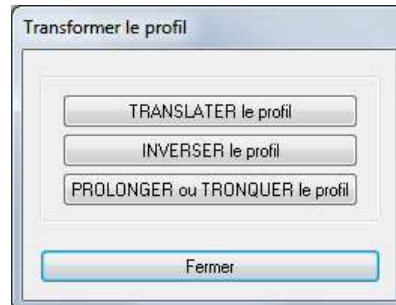 Transformer le profil
TRANSLATER le profil
INVERSER le profil
PROLONGER ou TRONQUER le profil
Fermer